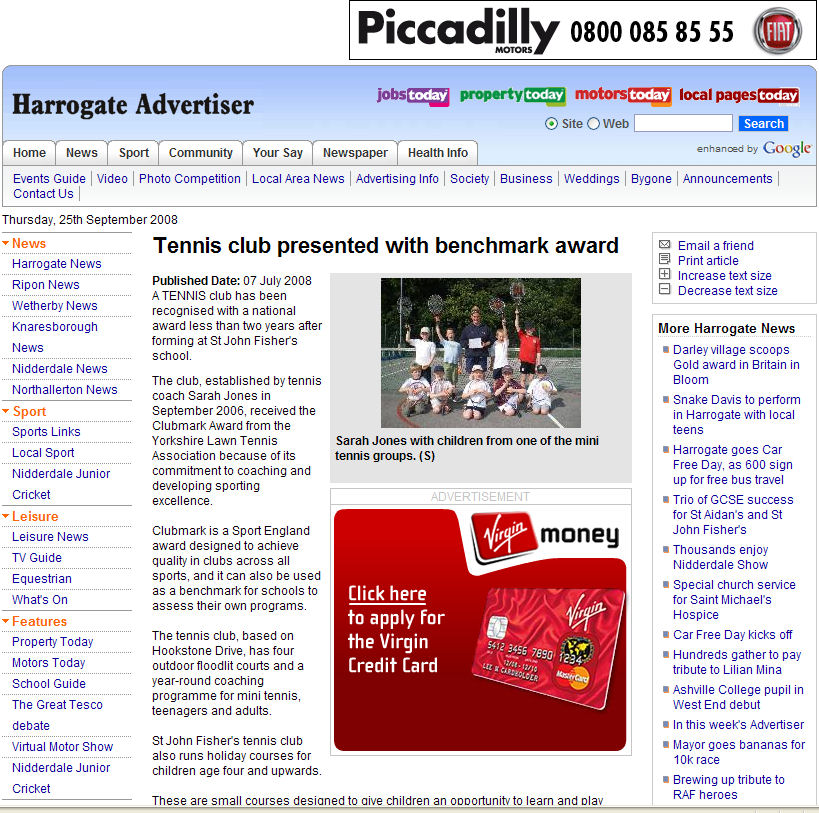 Piccadilly
MOTORS
0800 085 85 55
FIAT
Harrogate Advertiser
jobstoday
propertytoday
motorstoday
local pages today
Site Web Search
Home News Sport Community Your Say Newspaper Health Info
enhanced by Google
Events Guide Video Photo Competition Local Area News Advertising Info Society Business Weddings Bygone Announcements
Contact Us
Thursday, 25th September 2008
News
Harrogate News
Ripon News
Wetherby News
Knaresborough
News
Nidderdale News
Northallerton News
Sport
Sports Links
Local Sport
Nidderdale Junior
Cricket
Leisure
Leisure News
TV Guide
Equestrian
What's On
Features
Property Today
Motors Today
School Guide
The Great Tesco
debate
Virtual Motor Show
Nidderdale Junior
Cricket
Tennis club presented with benchmark award
Published Date: 07 July 2008
A TENNIS club has been
recognised with a national
award less than two years after
forming at St John Fisher's
school.
The club, established by tennis
coach Sarah Jones in
September 2006, received the
Clubmark Award from the
Yorkshire Lawn Tennis
Association because of its
commitment to coaching and
developing sporting
excellence.
Clubmark is a Sport England
award designed to achieve
quality in clubs across all
sports, and it can also be used
as a benchmark for schools to
assess their own programs.
The tennis club, based on
Hookstone Drive, has four
outdoor floodlit courts and a
year-round coaching
programme for mini tennis,
teenagers and adults.
St John Fisher's tennis club
also runs holiday courses for
children age four and upwards.
These are small courses designed to give children an opportunity to learn and play
Sarah Jones with children from one of the mini
tennis groups. (S)
ADVERTISEMENT
Virgin money
Click here
to apply for
the Virgin
Credit Card
Virgin
5412 3456 7890 1234
12/08 - 12/10
LEE M CARDHOLDER
MasterCard
Email a friend
Print article
Increase text size
Decrease text size
More Harrogate News
Darley village scoops
Gold award in Britain in
Bloom
Snake Davis to perform
in Harrogate with local
teens
Harrogate goes Car
Free Day, as 600 sign
up for free bus travel
Trio of GCSE success
for St Aidan's and St
John Fisher's
Thousands enjoy
Nidderdale Show
Special church service
for Saint Michael's
Hospice
Car Free Day kicks off
Hundreds gather to pay
tribute to Lilian Mina
Ashville College pupil in
West End debut
In this week's Advertiser
Mayor goes bananas for
10k race
Brewing up tribute to
RAF heroes